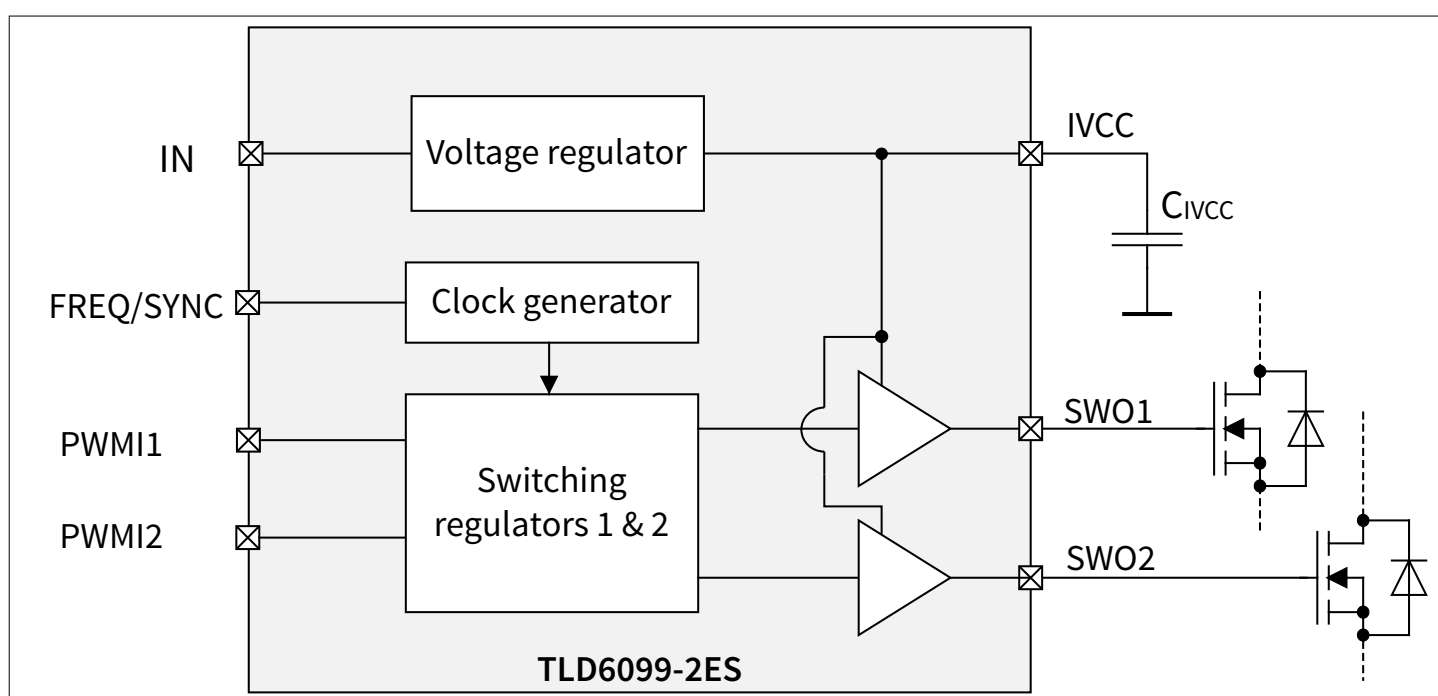 IN
Voltage regulator
IVCC
CIVCC
FREQ/SYNC
Clock generator
PWMI1
PWMI2
Switching
regulators 1 & 2
SWO1
SWO2
TLD6099-2ES